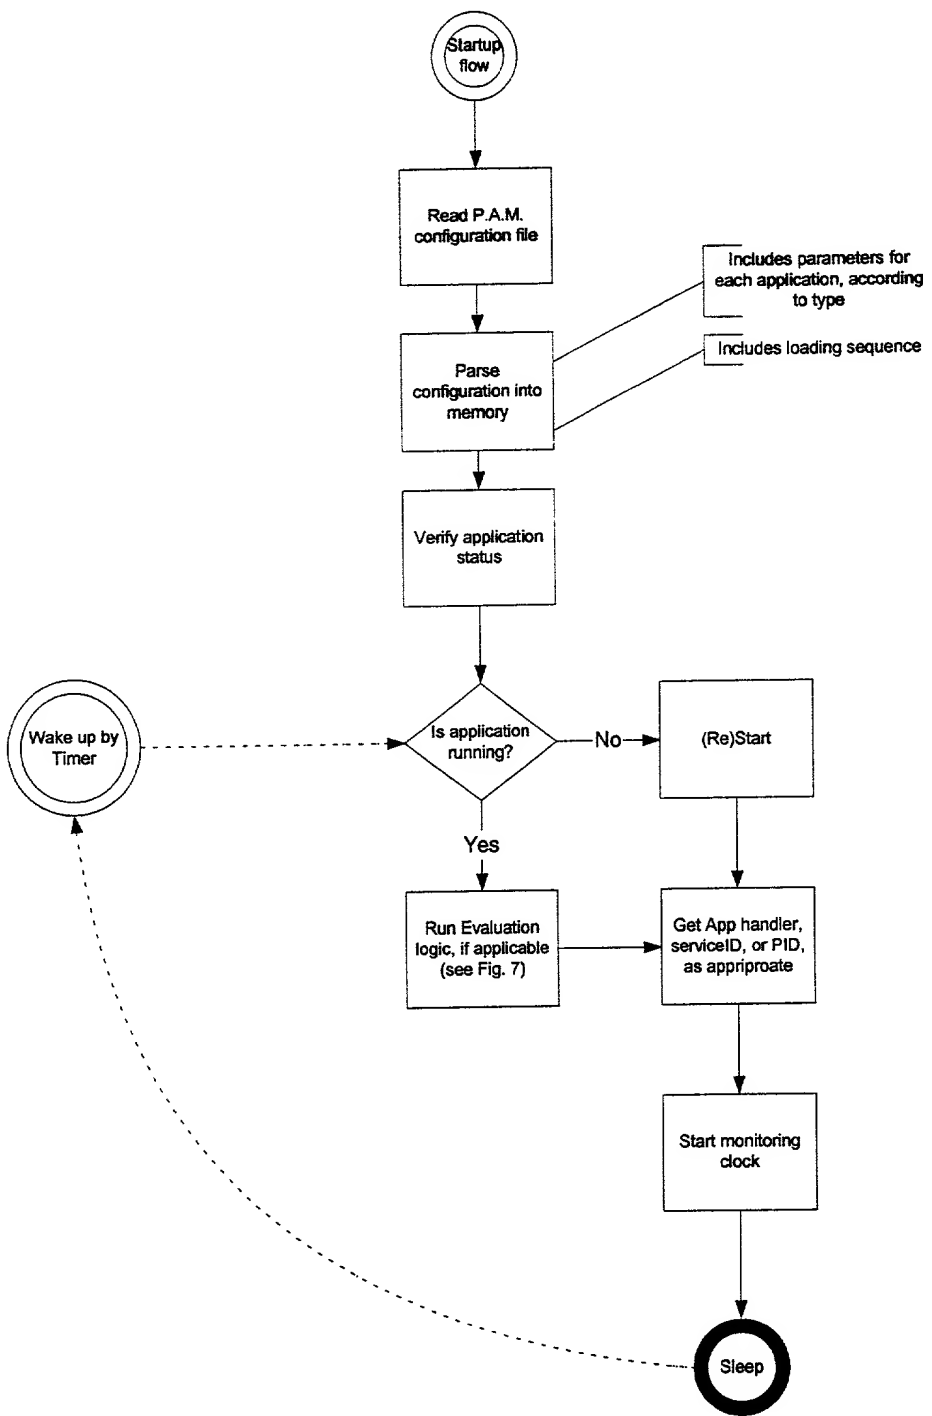 Startup
flow
Read P.A.M.
configuration file
Includes parameters for
each application, according
to type
Includes loading sequence
Parse
configuration into
memory
Verify application
status
Wake up by
Timer
Is application
running?
No
(Re)Start
Yes
Run Evaluation
logic, if applicable
(see Fig. 7)
Get App handler,
serviceID, or PID,
as appriproate
Start monitoring
clock
Sleep